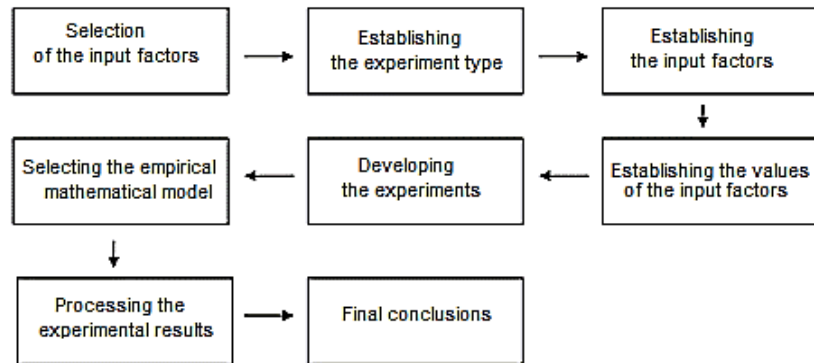 Selection
of the input factors
Establishing
the experiment type
Establishing
the input factors
Establishing the values
of the input factors
Developing
the experiments
Selecting the empirical
mathematical model
Processing the
experimental results
Final conclusions